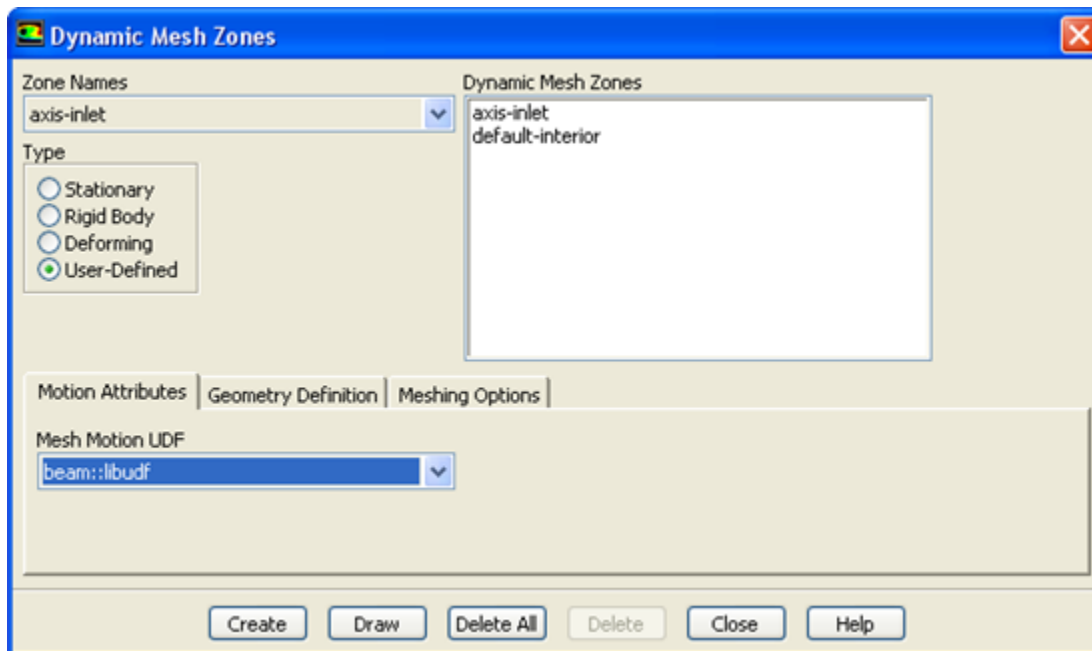 Dynamic Mesh Zones
Zone Names
axis-inlet
Type
Stationary
Rigid Body
Deforming
User-Defined
Dynamic Mesh Zones
axis-inlet
default-interior
Motion Attributes Geometry Definition Meshing Options
Mesh Motion UDF
beam::libudf
Create Draw Delete All Delete Close Help